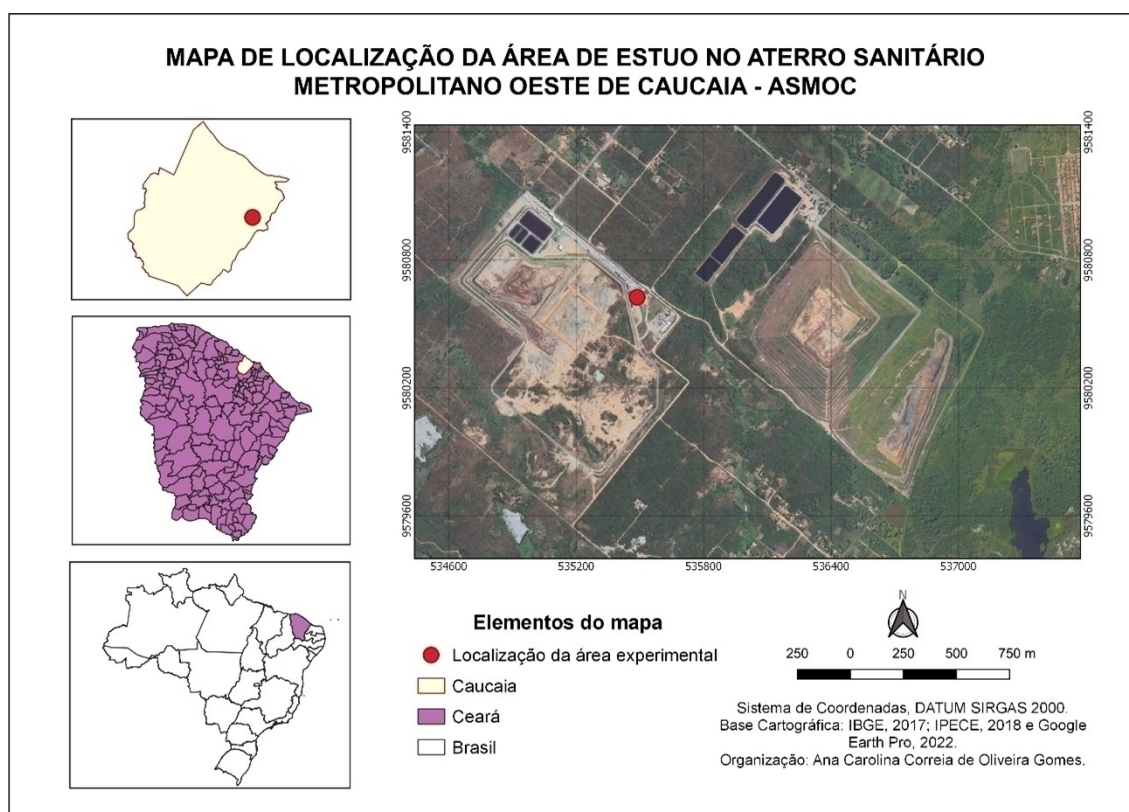 MAPA DE LOCALIZAÇÃO DA ÁREA DE ESTUO NO ATERRO SANITÁRIO
METROPOLITANO OESTE DE CAUCAIA - ASMOC
9581400
9581400
9580800
9580800
9580200
9580200
9579600
9579600
534600
535200
535800
536400
537000
Elementos do mapa
Localização da área experimental
Caucaia
Ceará
Brasil
N
250 0 250 500 750 m
Sistema de Coordenadas, DATUM SIRGAS 2000.
Base Cartográfica: IBGE, 2017; IPECE, 2018 e Google
Earth Pro, 2022.
Organização: Ana Carolina Correia de Oliveira Gomes.